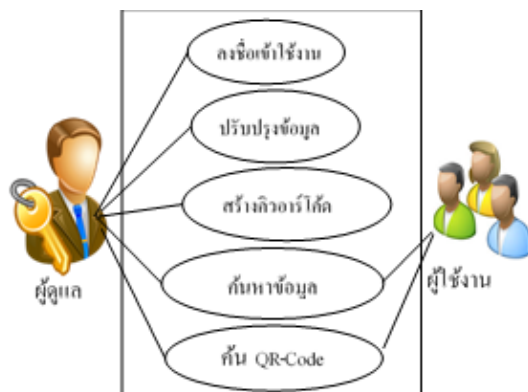 ลงชื่อเข้าใช้งาน
ปรับปรุงข้อมูล
สร้างคิวอาร์โค้ด
ค้นหาข้อมูล
ค้น QR-Code
ผู้ดูแล
ผู้ใช้งาน